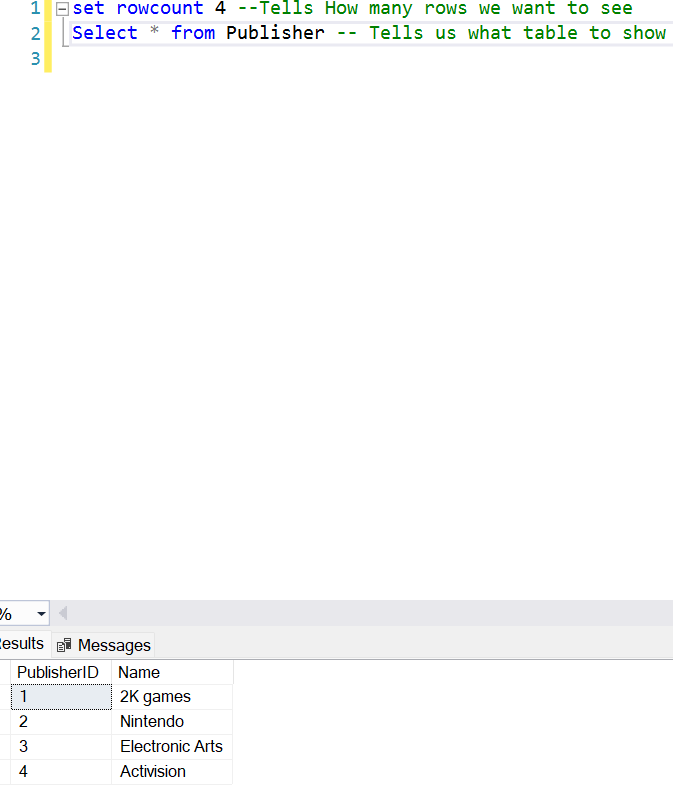 1 set rowcount 4 --Tells How many rows we want to see
2 Select * from Publisher -- Tells us what table to show
3
%
esults Messages
PublisherID Name
1 2K games
2 Nintendo
3 Electronic Arts
4 Activision